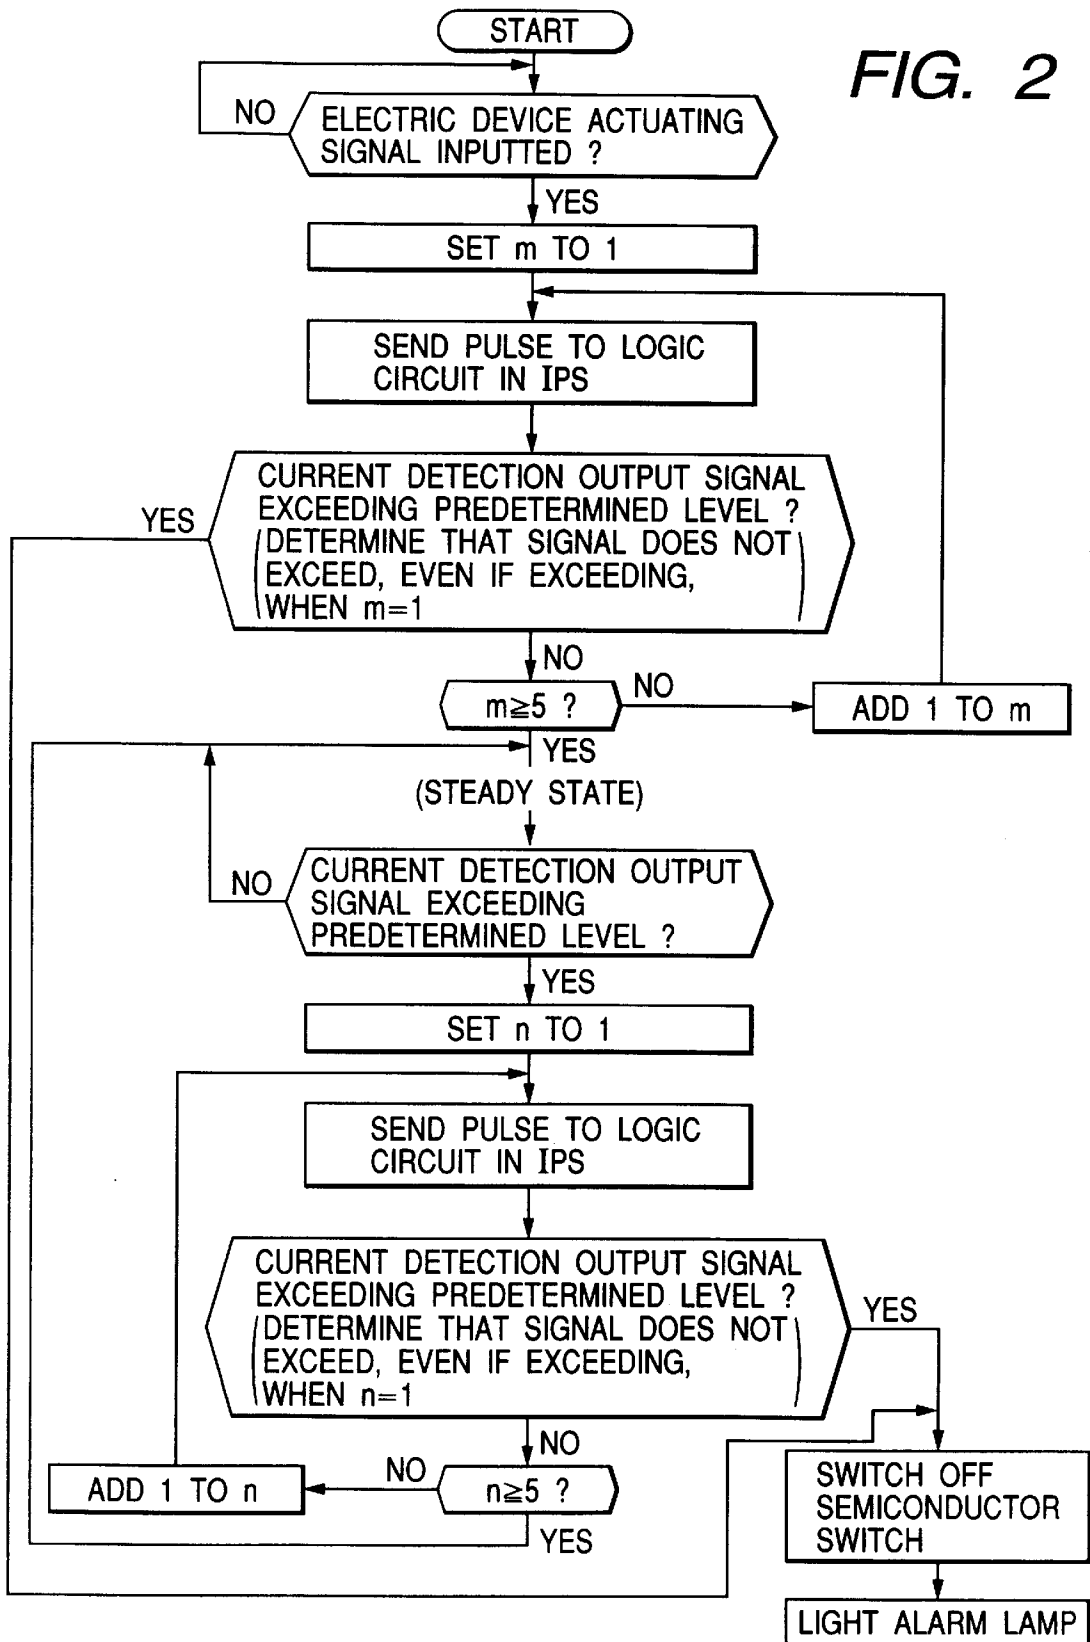 START
FIG. 2
NO
ELECTRIC DEVICE ACTUATING
SIGNAL INPUTTED ?
YES
SET m TO 1
SEND PULSE TO LOGIC
CIRCUIT IN IPS
CURRENT DETECTION OUTPUT SIGNAL
EXCEEDING PREDETERMINED LEVEL ?
(DETERMINE THAT SIGNAL DOES NOT
EXCEED, EVEN IF EXCEEDING,
WHEN m=1)
YES
NO
m≧5 ?
NO
ADD 1 TO m
YES
(STEADY STATE)
NO
CURRENT DETECTION OUTPUT
SIGNAL EXCEEDING
PREDETERMINED LEVEL ?
YES
SET n TO 1
SEND PULSE TO LOGIC
CIRCUIT IN IPS
CURRENT DETECTION OUTPUT SIGNAL
EXCEEDING PREDETERMINED LEVEL ?
(DETERMINE THAT SIGNAL DOES NOT
EXCEED, EVEN IF EXCEEDING,
WHEN n=1)
YES
NO
ADD 1 TO n
NO
n≧5 ?
YES
SWITCH OFF
SEMICONDUCTOR
SWITCH
LIGHT ALARM LAMP